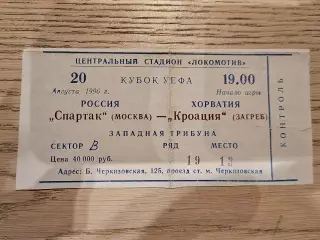 ЦЕНТРАЛЬНЫЙ СТАДИОН «ЛОКОМОТИВ»
20 КУБОК УЕФА 19.00
Августа 1996 г. Начало игры
РОССИЯ ХОРВАТИЯ
„Спартак“ (МОСКВА) — „Кроация“ (ЗАГРЕБ)
ЗАПАДНАЯ ТРИБУНА
СЕКТОР В РЯД МЕСТО
Цена 40 000 руб. 19 13
Адрес: Б. Черкизовская, 125, проезд ст. м. Черкизовская
КОНТРОЛЬ